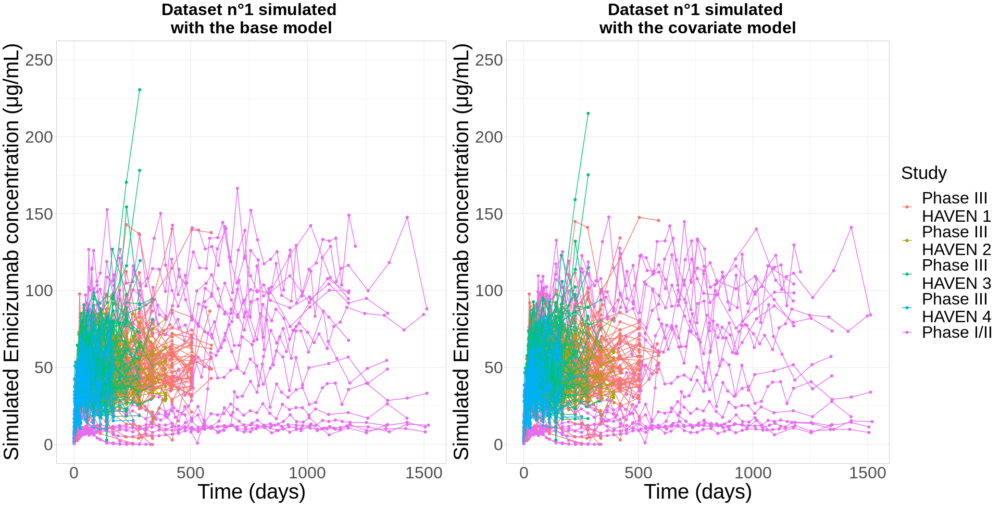 Dataset n°1 simulated
with the base model
Simulated Emicizumab concentration (µg/mL)
250
200
150
100
50
0
0
500
1000
1500
Time (days)
Dataset n°1 simulated
with the covariate model
Simulated Emicizumab concentration (µg/mL)
250
200
150
100
50
0
0
500
1000
1500
Time (days)
Study
Phase III
HAVEN 1
Phase III
HAVEN 2
Phase III
HAVEN 3
Phase III
HAVEN 4
Phase I/II